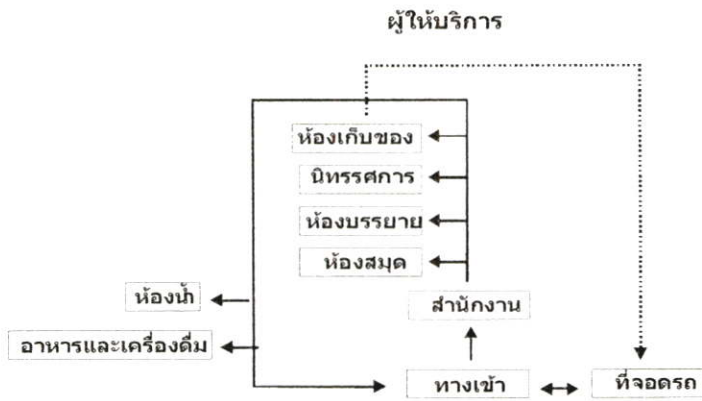 ผู้ให้บริการ
ห้องเก็บของ
นิทรรศการ
ห้องบรรยาย
ห้องสมุด
ห้องน้ำ
สำนักงาน
อาหารและเครื่องดื่ม
ทางเข้า
ที่จอดรถ